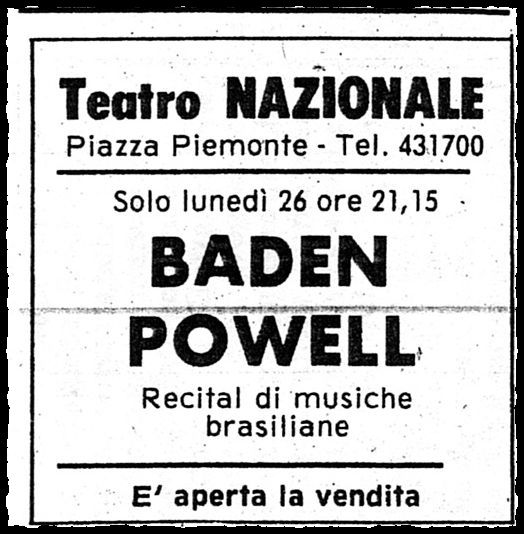 Teatro NAZIONALE
Piazza Piemonte - Tel. 431700
Solo lunedì 26 ore 21,15
BADEN
POWELL
Recital di musiche
brasiliane
E' aperta la vendita